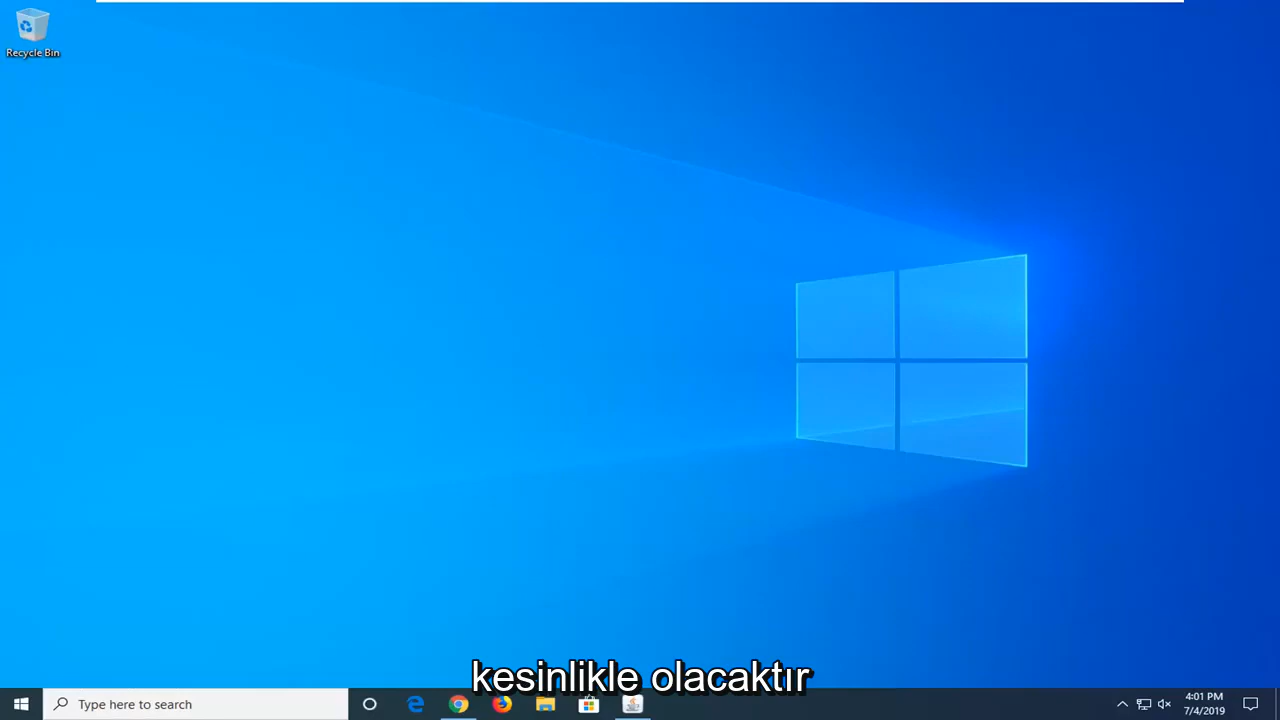 Recycle Bin
kesinlikle olacaktır
Type here to search
4:01 PM
7/4/2019